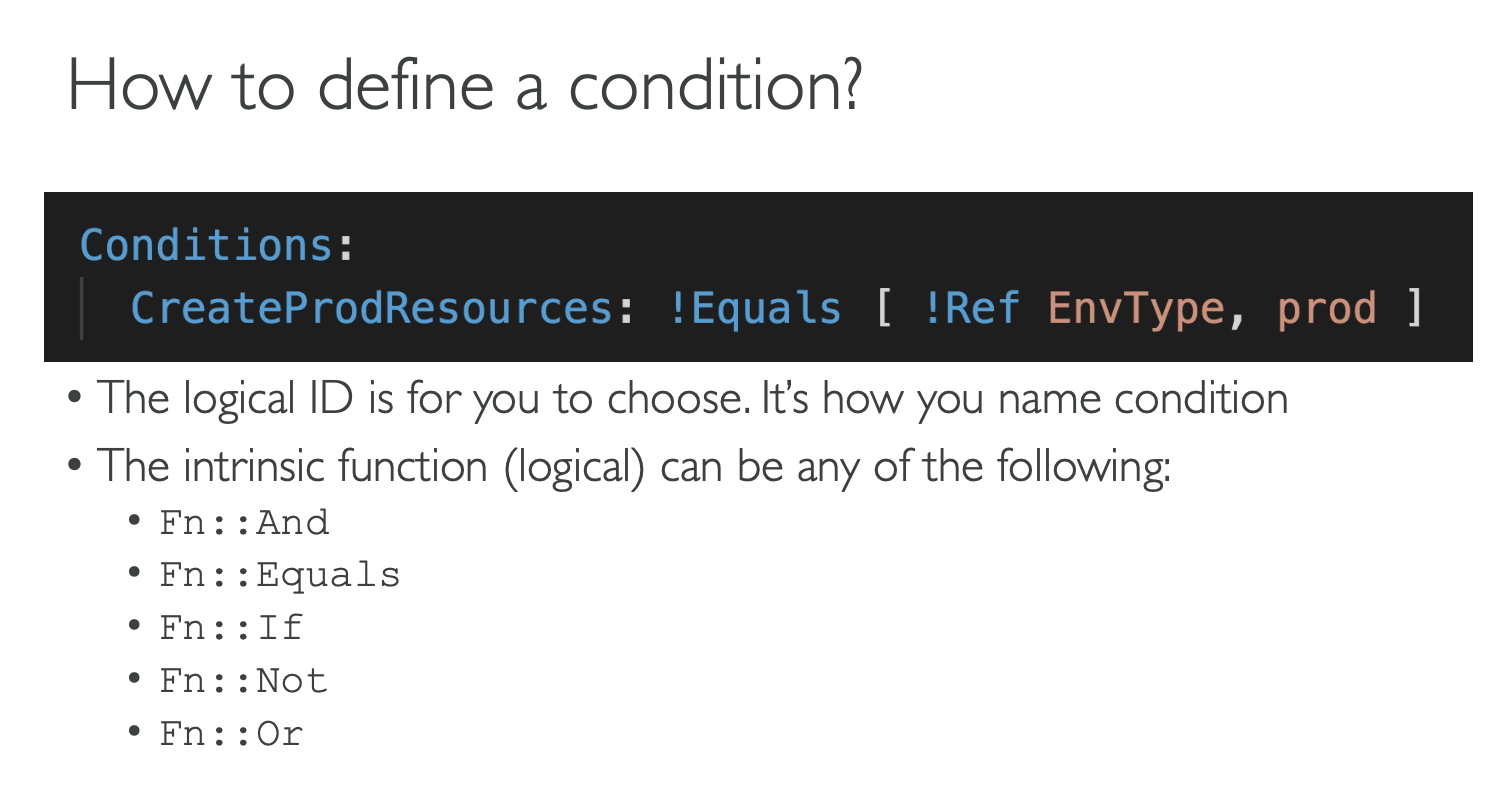 How to define a condition?
Conditions:
CreateProdResources: !Equals [ !Ref EnvType, prod ]
• The logical ID is for you to choose. It’s how you name condition
• The intrinsic function (logical) can be any of the following:
• Fn::And
• Fn::Equals
• Fn::If
• Fn::Not
• Fn::Or